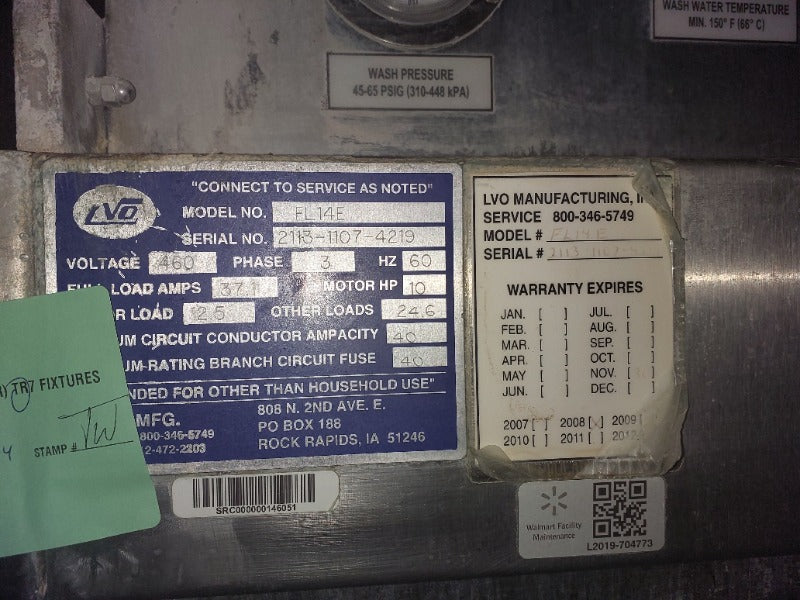 WASH WATER TEMPERATURE
MIN. 150° F (66° C)
WASH PRESSURE
45-65 PSIG (310-448 kPA)
LVO
"CONNECT TO SERVICE AS NOTED"
MODEL NO. FL14E
SERIAL NO. 2113-1107-4219
VOLTAGE 460 PHASE 3 HZ 60
LOAD AMPS 37.1 MOTOR HP 10
LOAD 12.5 OTHER LOADS 24.6
CIRCUIT CONDUCTOR AMPACITY 40
RATING BRANCH CIRCUIT FUSE 40
FOR OTHER THAN HOUSEHOLD USE"
MFG.
800-346-5749
2-472-2203
808 N. 2ND AVE. E.
PO BOX 188
ROCK RAPIDS, IA 51246
LVO MANUFACTURING,
SERVICE 800-346-5749
MODEL # FL14E
SERIAL # 2113-1107-4
WARRANTY EXPIRES
JAN. [ ] JUL. [ ]
FEB. [ ] AUG. [ ]
MAR. [ ] SEP. [ ]
APR. [ ] OCT. [ ]
MAY [ ] NOV. [ ]
JUN. [ ] DEC. [ ]
2007 [ ] 2008 [x] 2009 [
2010 [ ] 2011 [ ] 2012
TR7 FIXTURES
STAMP # TW
SRC000000146051
Walmart Facility
Maintenance
L2019-704773